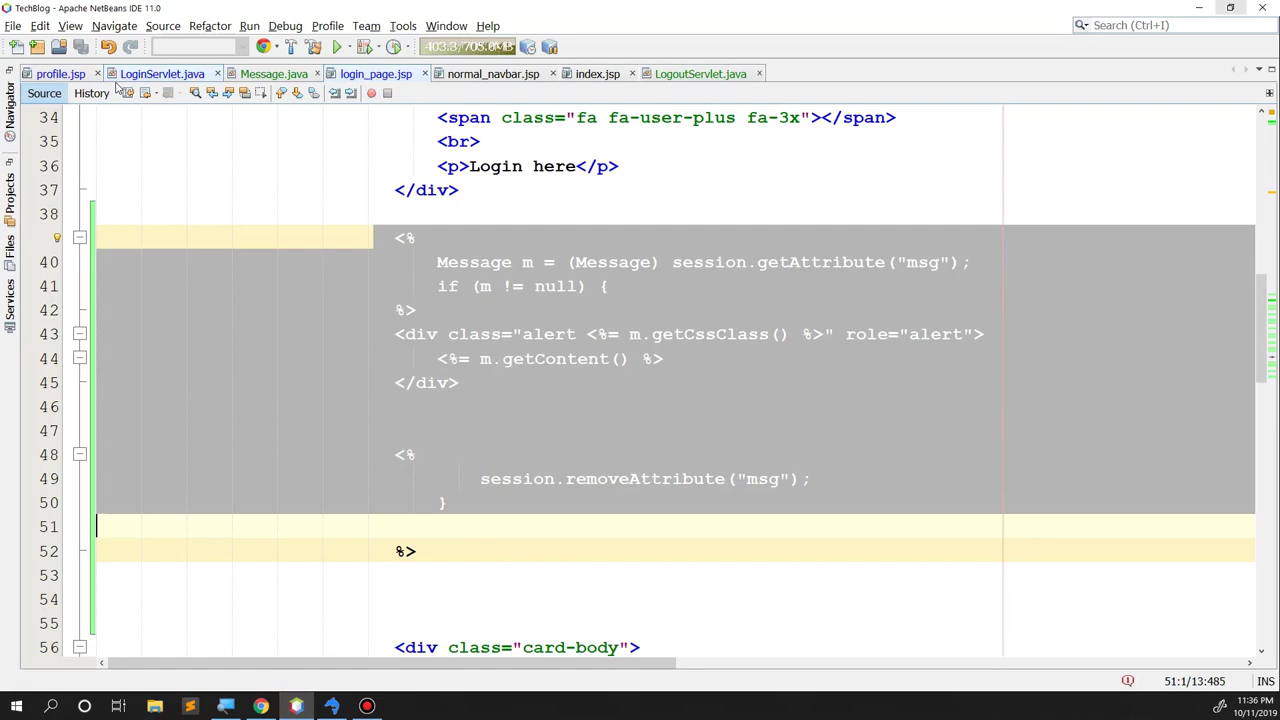 TechBlog - Apache NetBeans IDE 11.0
File Edit View Navigate Source Refactor Run Debug Profile Team Tools Window Help
Search (Ctrl+I)
profile.jsp LoginServlet.java Message.java login_page.jsp normal_navbar.jsp index.jsp LogoutServlet.java
Source History
Navigator
Projects
Files
Services
34 <span class="fa fa-user-plus fa-3x"></span>
35 <br>
36 <p>Login here</p>
37 </div>
38
<%
40 Message m = (Message) session.getAttribute("msg");
41 if (m != null) {
42 %>
43 <div class="alert <%= m.getCssClass() %>" role="alert">
44 <%= m.getContent() %>
45 </div>
46
47
48 <%
49 session.removeAttribute("msg");
50 }
51
52 %>
53
54
55
56 <div class="card-body">
51:1/13:485 INS
11:36 PM
10/11/2019